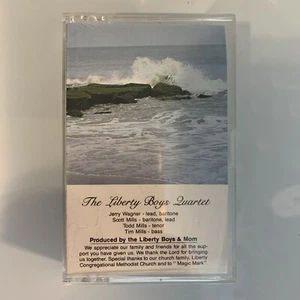 The Liberty Boys Quartet
Jerry Wagner - lead, baritone
Scott Mills - baritone, lead
Todd Mills - tenor
Tim Mills - bass
Produced by the Liberty Boys & Mom
We appreciate our family and friends for all the sup-
port you have given us. We thank the Lord for bringing
us together. Special thanks to our church family, Liberty
Congregational Methodist Church and to "Magic Mark".